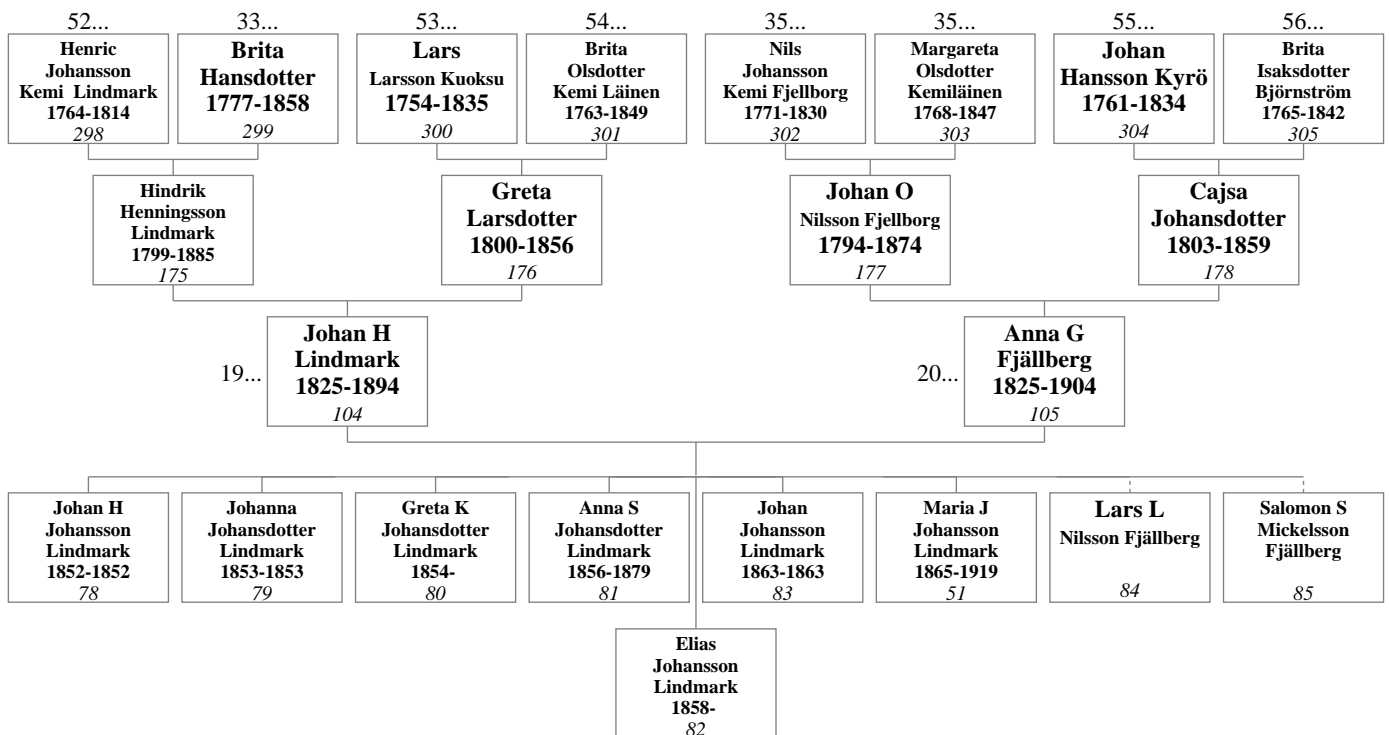 52...
33...
53...
54...
35...
35...
55...
56...
Henric
Johansson
Kemi  Lindmark
1764-1814
298
Brita
Hansdotter
1777-1858
299
Lars
Larsson Kuoksu
1754-1835
300
Brita
Olsdotter
Kemi Läinen
1763-1849
301
Nils
Johansson
Kemi Fjellborg
1771-1830
302
Margareta
Olsdotter
Kemiläinen
1768-1847
303
Johan
Hansson Kyrö
1761-1834
304
Brita
Isaksdotter
Björnström
1765-1842
305
Hindrik
Henningsson
Lindmark
1799-1885
175
Greta
Larsdotter
1800-1856
176
Johan O
Nilsson Fjellborg
1794-1874
177
Cajsa
Johansdotter
1803-1859
178
19...
Johan H
Lindmark
1825-1894
104
20...
Anna G
Fjällberg
1825-1904
105
Johan H
Johansson
Lindmark
1852-1852
78
Johanna
Johansdotter
Lindmark
1853-1853
79
Greta K
Johansdotter
Lindmark
1854-
80
Anna S
Johansdotter
Lindmark
1856-1879
81
Johan
Johansson
Lindmark
1863-1863
83
Maria J
Johansson
Lindmark
1865-1919
51
Lars L
Nilsson Fjällberg
84
Salomon S
Mickelsson
Fjällberg
85
Elias
Johansson
Lindmark
1858-
82